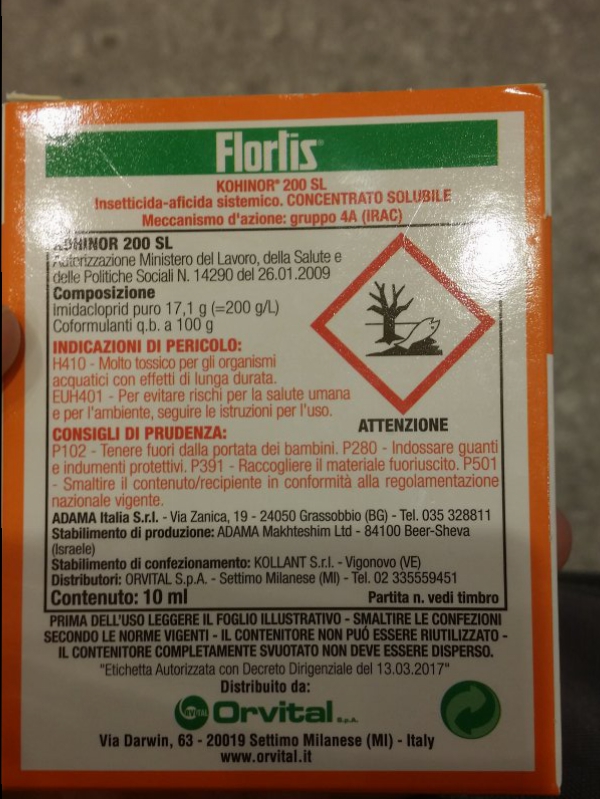 Flortis
KOHINOR® 200 SL
Insetticida-aficida sistemico. CONCENTRATO SOLUBILE
Meccanismo d'azione: gruppo 4A (IRAC)
KOHINOR 200 SL
Autorizzazione Ministero del Lavoro, della Salute e
delle Politiche Sociali N. 14290 del 26.01.2009
Composizione
Imidacloprid puro 17,1 g (=200 g/L)
Coformulanti q.b. a 100 g
INDICAZIONI DI PERICOLO:
H410 - Molto tossico per gli organismi
acquatici con effetti di lunga durata.
EUH401 - Per evitare rischi per la salute umana
e per l'ambiente, seguire le istruzioni per l'uso.
ATTENZIONE
CONSIGLI DI PRUDENZA:
P102 - Tenere fuori dalla portata dei bambini. P280 - Indossare guanti
e indumenti protettivi. P391 - Raccogliere il materiale fuoriuscito. P501
- Smaltire il contenuto/recipiente in conformità alla regolamentazione
nazionale vigente.
ADAMA Italia S.r.l. - Via Zanica, 19 - 24050 Grassobbio (BG) - Tel. 035 328811
Stabilimento di produzione: ADAMA Makhteshim Ltd - 84100 Beer-Sheva
(Israele)
Stabilimento di confezionamento: KOLLANT S.r.l. - Vigonovo (VE)
Distributori: ORVITAL S.p.A. - Settimo Milanese (MI) - Tel. 02 335559451
Contenuto: 10 ml Partita n. vedi timbro
PRIMA DELL'USO LEGGERE IL FOGLIO ILLUSTRATIVO - SMALTIRE LE CONFEZIONI
SECONDO LE NORME VIGENTI - IL CONTENITORE NON PUÓ ESSERE RIUTILIZZATO -
IL CONTENITORE COMPLETAMENTE SVUOTATO NON DEVE ESSERE DISPERSO.
"Etichetta Autorizzata con Decreto Dirigenziale del 13.03.2017"
Distribuito da:
ORVITAL Orvital S.p.A.
Via Darwin, 63 - 20019 Settimo Milanese (MI) - Italy
www.orvital.it